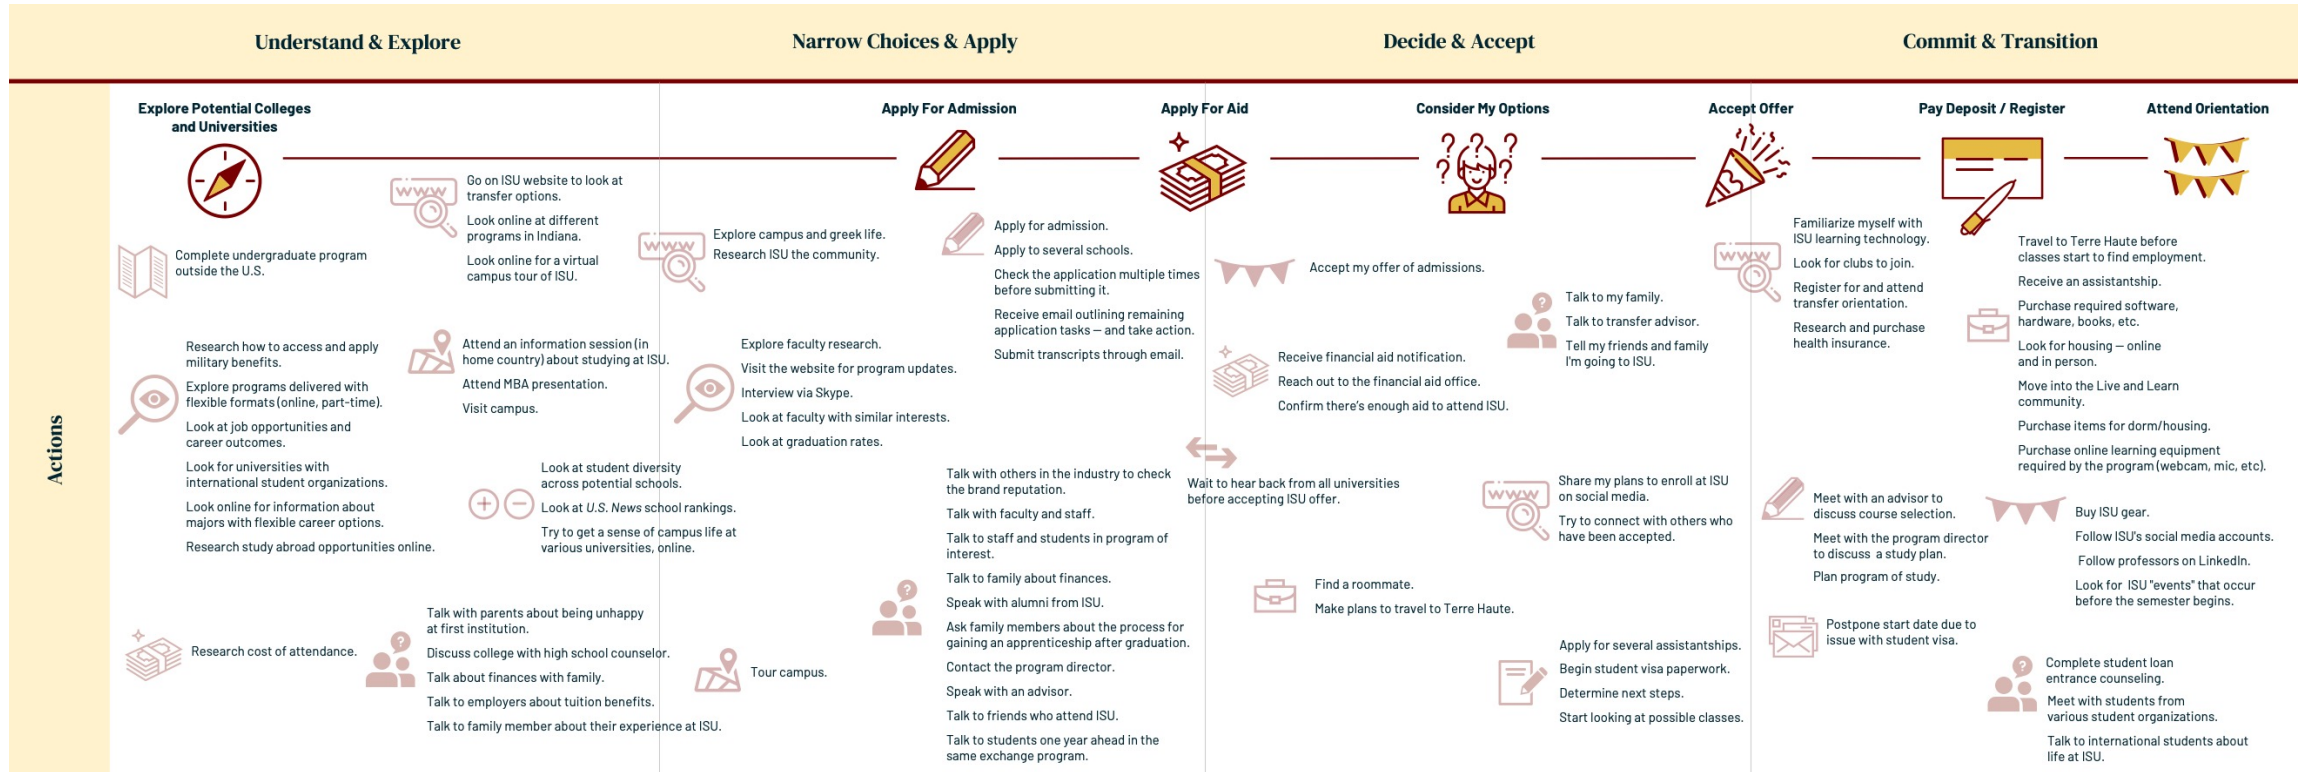 Understand & Explore
Narrow Choices & Apply
Decide & Accept
Commit & Transition
Actions
Explore Potential Colleges
and Universities
Apply For Admission
Apply For Aid
Consider My Options
Accept Offer
Pay Deposit / Register
Attend Orientation
Complete undergraduate program
outside the U.S.
www
Go on ISU website to look at
transfer options.
Look online at different
programs in Indiana.
Look online for a virtual
campus tour of ISU.
Research how to access and apply
military benefits.
Explore programs delivered with
flexible formats (online, part-time).
Look at job opportunities and
career outcomes.
Look for universities with
international student organizations.
Look online for information about
majors with flexible career options.
Research study abroad opportunities online.
Attend an information session (in
home country) about studying at ISU.
Attend MBA presentation.
Visit campus.
Look at student diversity
across potential schools.
Look at U.S. News school rankings.
Try to get a sense of campus life at
various universities, online.
Research cost of attendance.
Talk with parents about being unhappy
at first institution.
Discuss college with high school counselor.
Talk about finances with family.
Talk to employers about tuition benefits.
Talk to family member about their experience at ISU.
www
Explore campus and greek life.
Research ISU the community.
Explore faculty research.
Visit the website for program updates.
Interview via Skype.
Look at faculty with similar interests.
Look at graduation rates.
Tour campus.
Apply for admission.
Apply to several schools.
Check the application multiple times
before submitting it.
Receive email outlining remaining
application tasks — and take action.
Submit transcripts through email.
Talk with others in the industry to check
the brand reputation.
Talk with faculty and staff.
Talk to staff and students in program of
interest.
Talk to family about finances.
Speak with alumni from ISU.
Ask family members about the process for
gaining an apprenticeship after graduation.
Contact the program director.
Speak with an advisor.
Talk to friends who attend ISU.
Talk to students one year ahead in the
same exchange program.
Accept my offer of admissions.
Receive financial aid notification.
Reach out to the financial aid office.
Confirm there's enough aid to attend ISU.
Wait to hear back from all universities
before accepting ISU offer.
Find a roommate.
Make plans to travel to Terre Haute.
Talk to my family.
Talk to transfer advisor.
Tell my friends and family
I'm going to ISU.
www
Share my plans to enroll at ISU
on social media.
Try to connect with others who
have been accepted.
Apply for several assistantships.
Begin student visa paperwork.
Determine next steps.
Start looking at possible classes.
www
Familiarize myself with
ISU learning technology.
Look for clubs to join.
Register for and attend
transfer orientation.
Research and purchase
health insurance.
Meet with an advisor to
discuss course selection.
Meet with the program director
to discuss a study plan.
Plan program of study.
Postpone start date due to
issue with student visa.
Travel to Terre Haute before
classes start to find employment.
Receive an assistantship.
Purchase required software,
hardware, books, etc.
Look for housing — online
and in person.
Move into the Live and Learn
community.
Purchase items for dorm/housing.
Purchase online learning equipment
required by the program (webcam, mic, etc).
Buy ISU gear.
Follow ISU's social media accounts.
Follow professors on LinkedIn.
Look for ISU "events" that occur
before the semester begins.
Complete student loan
entrance counseling.
Meet with students from
various student organizations.
Talk to international students about
life at ISU.